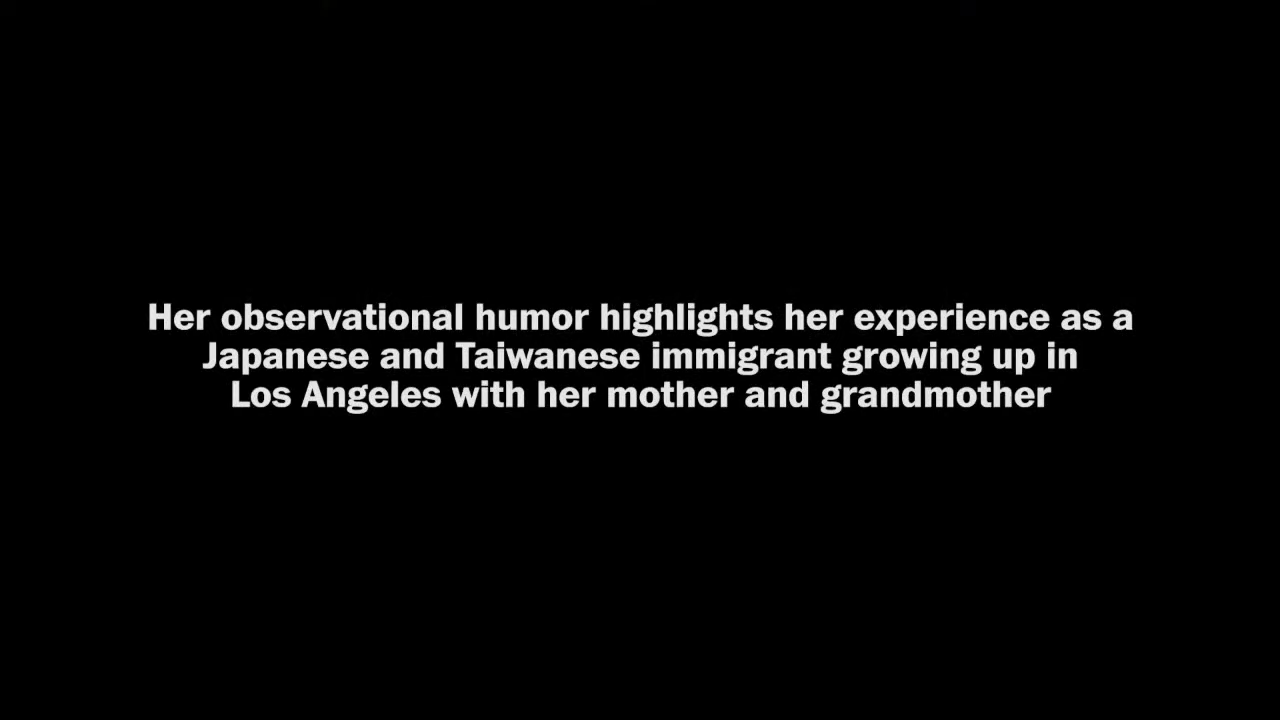 Her observational humor highlights her experience as a
Japanese and Taiwanese immigrant growing up in
Los Angeles with her mother and grandmother